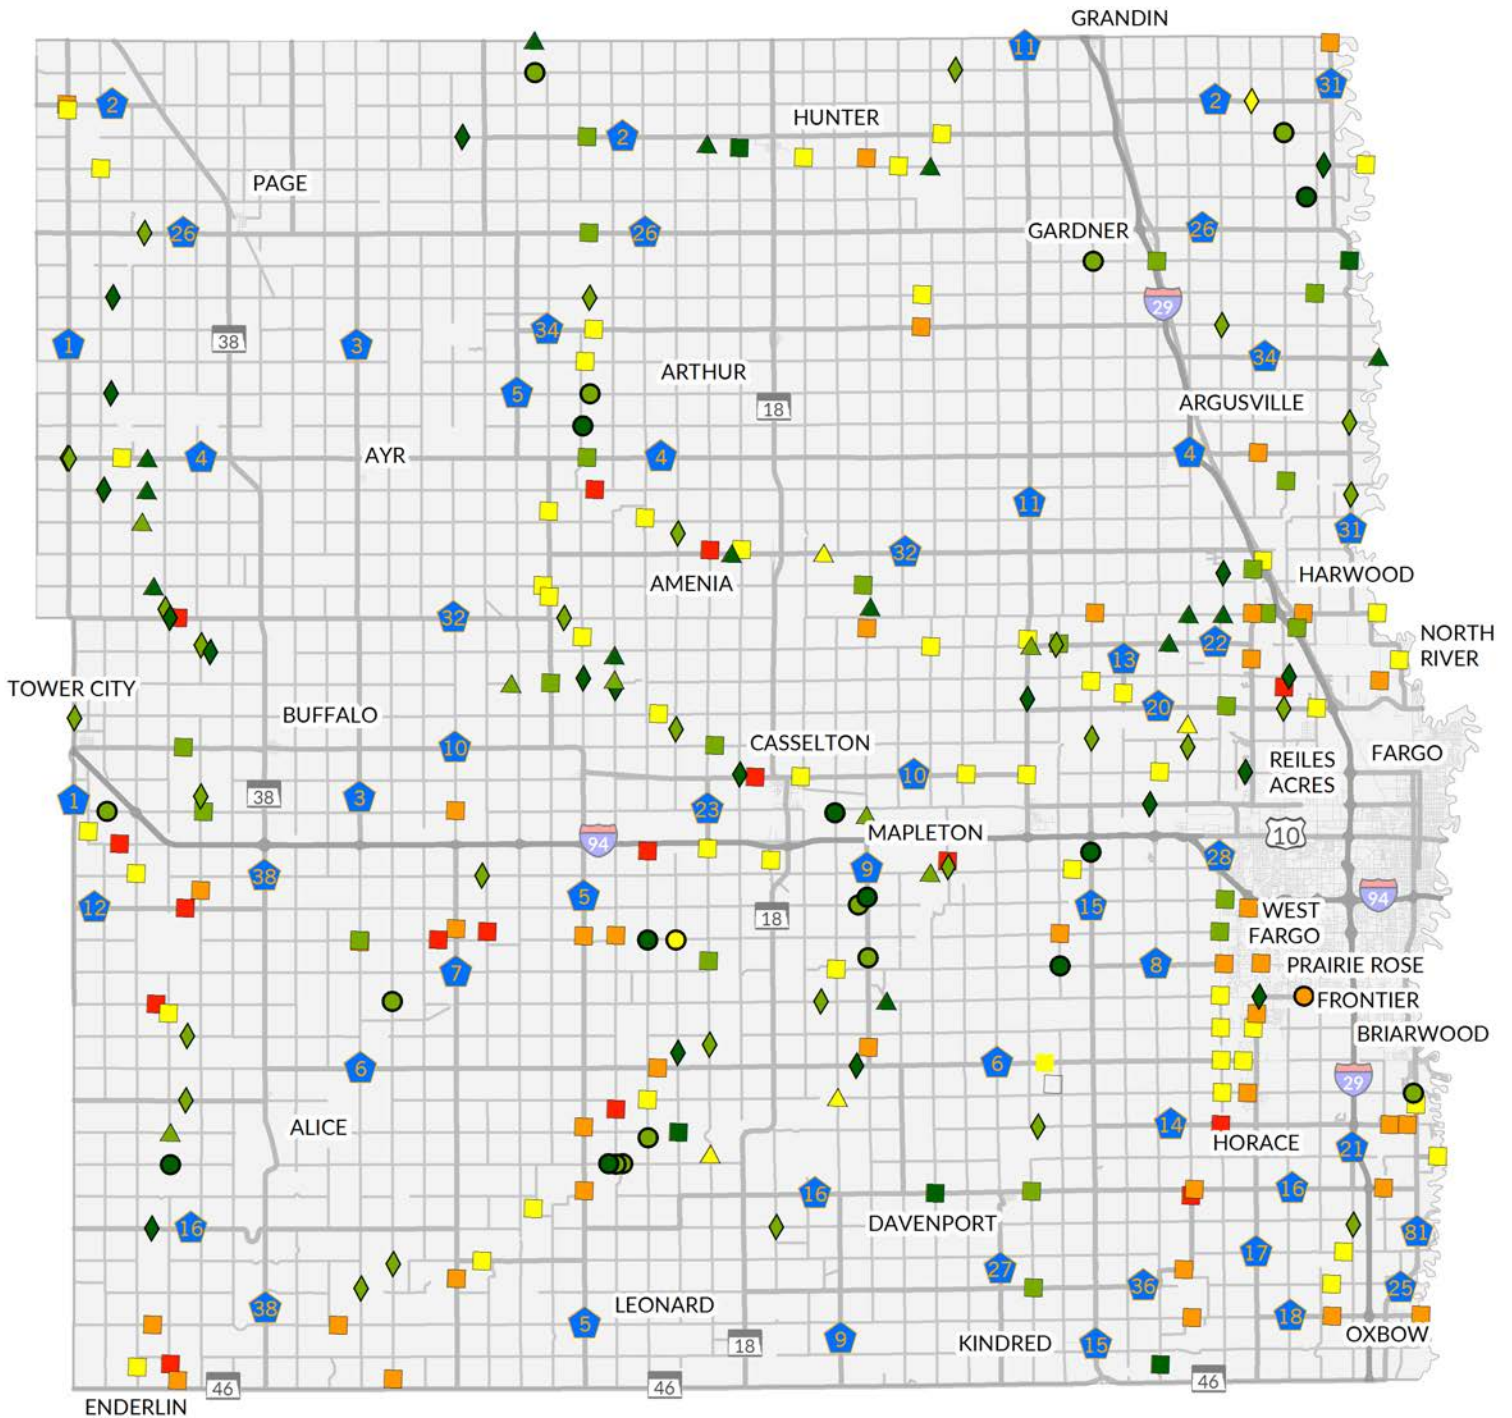 GRANDIN
11
31
2
2
HUNTER
2
PAGE
26
26
GARDNER
26
29
34
1
38
3
34
ARTHUR
5
18
ARGUSVILLE
4
AYR
4
4
11
31
32
AMENIA
HARWOOD
32
22
NORTH
RIVER
13
TOWER CITY
20
BUFFALO
10
CASSELTON
10
REILES
ACRES
FARGO
1
38
3
23
94
MAPLETON
10
9
28
38
5
94
12
18
15
WEST
FARGO
7
8
PRAIRIE ROSE
FRONTIER
BRIARWOOD
6
6
29
ALICE
14
HORACE
21
16
16
DAVENPORT
16
81
17
27
36
25
38
LEONARD
5
9
18
KINDRED
15
18
OXBOW
46
46
46
ENDERLIN